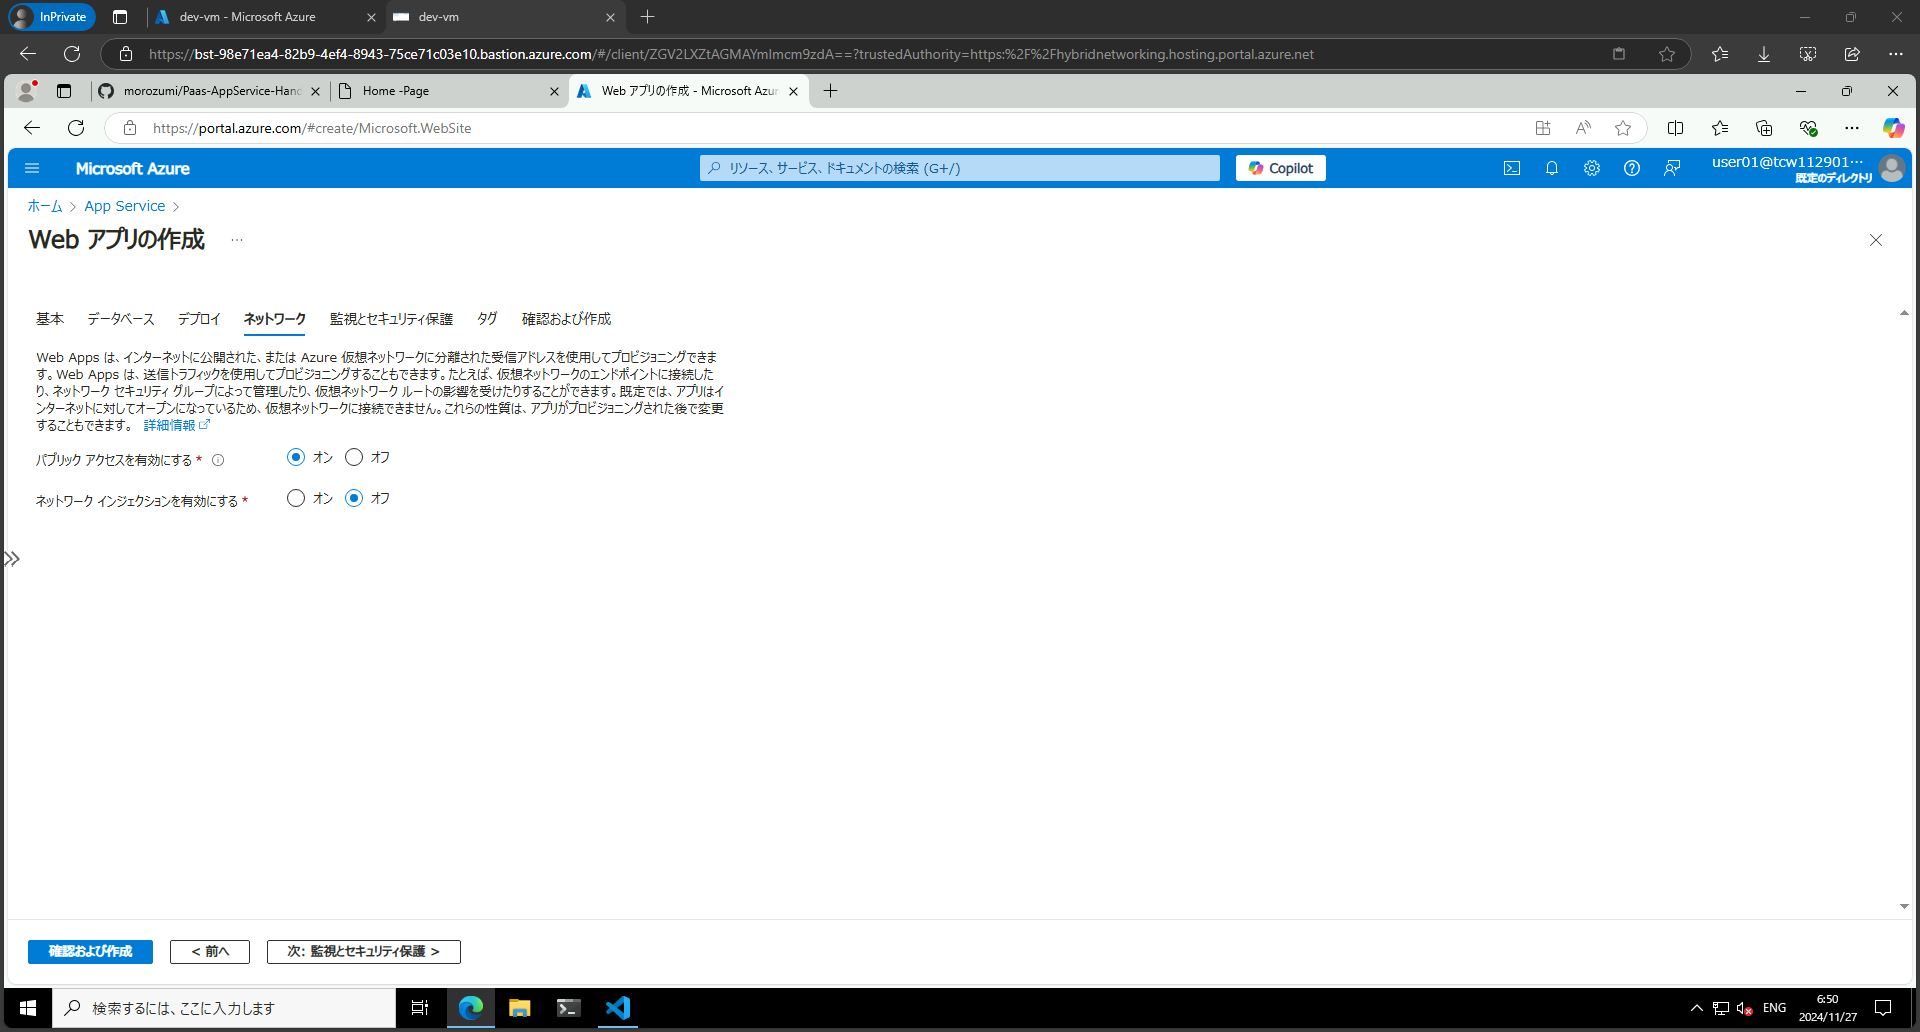 InPrivate
dev-vm - Microsoft Azure
dev-vm
https://bst-98e71ea4-82b9-4ef4-8943-75ce71c03e10.bastion.azure.com/#/client/ZGV2LXZtAGMAYmlmcm9zdA==?trustedAuthority=https:%2F%2Fhybridnetworking.hosting.portal.azure.net
morozumi/Paas-AppService-Hand
Home -Page
Web アプリの作成 - Microsoft Azur
https://portal.azure.com/#create/Microsoft.WebSite
Microsoft Azure
リソース、サービス、ドキュメントの検索 (G+/)
Copilot
user01@tcw112901···
既定のディレクトリ
ホーム > App Service >
Web アプリの作成 ...
基本
データベース
デプロイ
ネットワーク
監視とセキュリティ保護
タグ
確認および作成
Web Apps は、インターネットに公開された、または Azure 仮想ネットワークに分離された受信アドレスを使用してプロビジョニングできま
す。Web Apps は、送信トラフィックを使用してプロビジョニングすることもできます。たとえば、仮想ネットワークのエンドポイントに接続した
り、ネットワーク セキュリティ グループによって管理したり、仮想ネットワーク ルートの影響を受けたりすることができます。既定では、アプリはイ
ンターネットに対してオープンになっているため、仮想ネットワークに接続できません。これらの性質は、アプリがプロビジョニングされた後で変更
することもできます。 詳細情報
パブリック アクセスを有効にする * オン オフ
ネットワーク インジェクションを有効にする * オン オフ
確認および作成
< 前へ
次: 監視とセキュリティ保護 >
検索するには、ここに入力します
ENG
6:50
2024/11/27